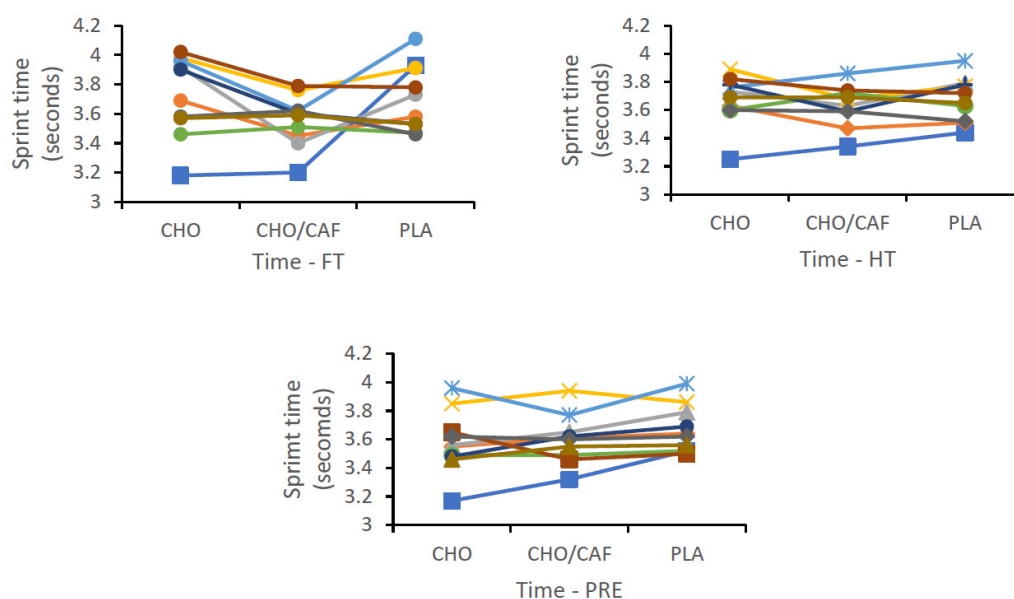 4.2
4
3.8
3.6
3.4
3.2
3
Sprint time
(seconds)
CHO CHO/CAF PLA
Time - FT
4.2
4
3.8
3.6
3.4
3.2
3
Sprint time
(seconds)
CHO CHO/CAF PLA
Time - HT
4.2
4
3.8
3.6
3.4
3.2
3
Sprimt time
(secomds)
CHO CHO/CAF PLA
Time - PRE